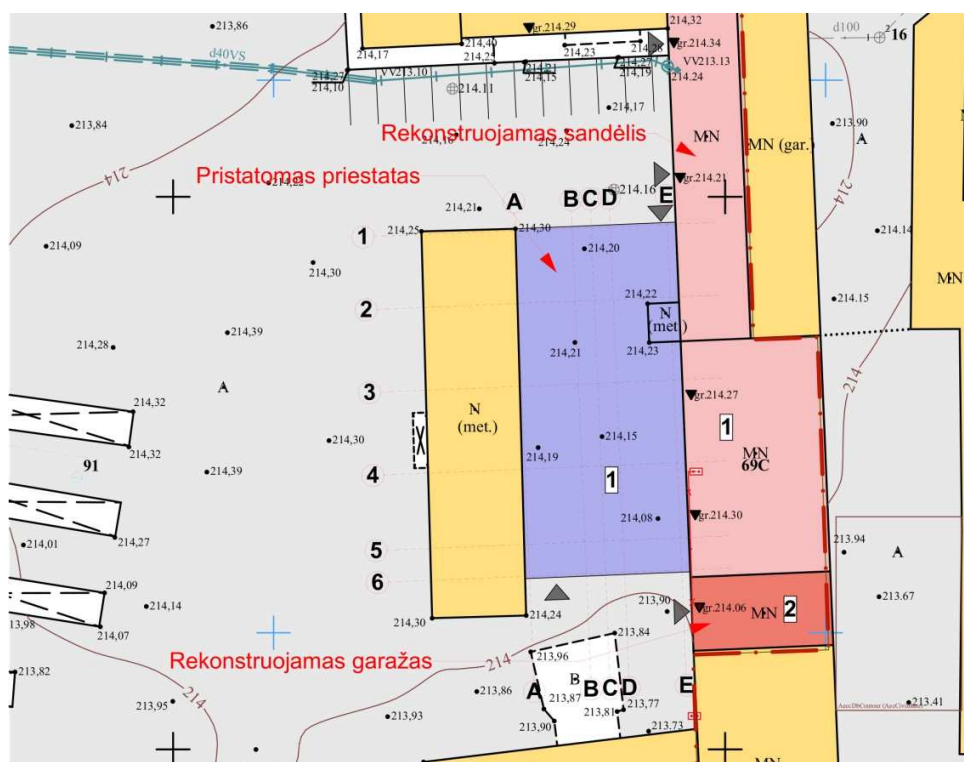 213,86
gr.214.29
214,32
d100
2
16
d40VS
214,17
214,40
214,23
214,28
gr.214.34
214,24
VV213.10
VV213.13
214,27
214,21
214,27
214,10
214,15
214,19
214.24
214.11
214,17
213,84
Rekonstruojamas sandėlis
MN
213.90
A
214,24
MN (gar.)
214
Pristatomas priestatas
214.16
gr.214.21
214
214,21
A
B
C
D
E
214,25
214,30
214.14
1
214,09
214,20
214,30
MN
2
214,22
214.15
N
(met.)
214,39
214,28
214,21
214,23
3
A
214
gr.214.27
214,32
N
(met.)
1
214,30
214,15
214,32
214,19
MN
69C
91
4
214,39
1
gr.214.30
214,08
214,01
214,27
5
213.94
A
6
214,09
213.67
214,14
213,90
gr.214.06
MN
2
213.98
214,07
214,30
214,24
213,84
Rekonstruojamas garažas
214
213,96
213,82
B
A
213,86
213,87
B
C
D
E
214
213,95
213,93
213,90
213,81
213,77
213.41
213.73
MN
MN